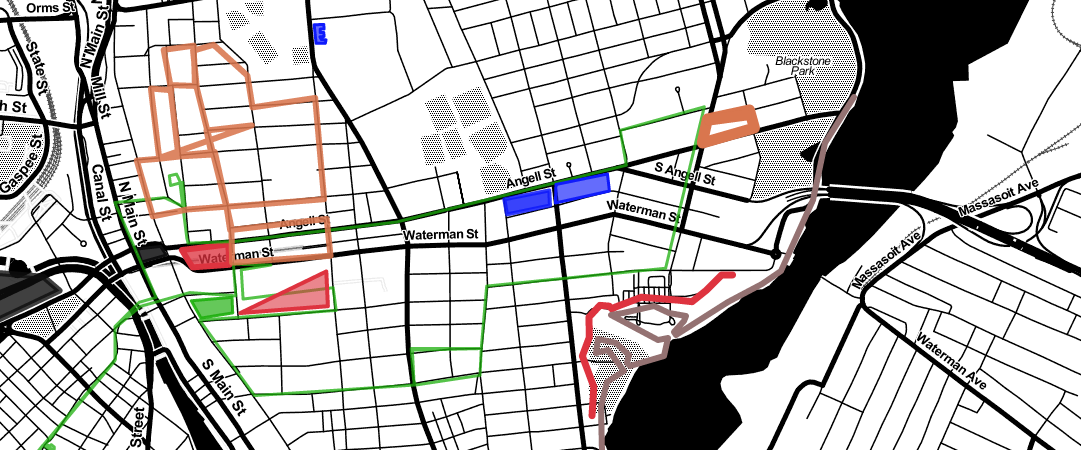 Orms St
N Main St
State St
Mill St
h St
Gaspee St
Canal St
N Main St
Blackstone
Park
Angell St
S Angell St
Angell St
Waterman St
Waterman St
Waterman St
Massasoit Ave
Massasoit Ave
Waterman Ave
S Main St
Street